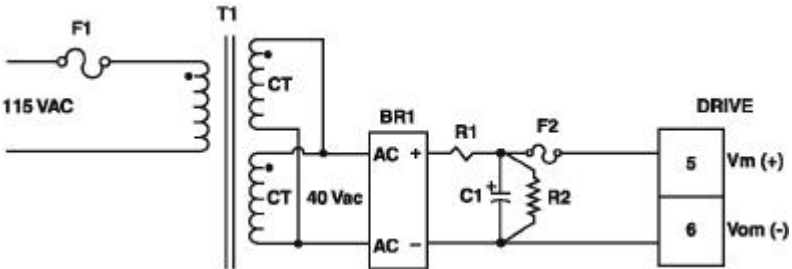 T1
F1
115 VAC
CT
CT
40 Vac
BR1
AC +
AC −
R1
F2
C1
+
R2
DRIVE
5 Vm (+)
6 Vom (-)